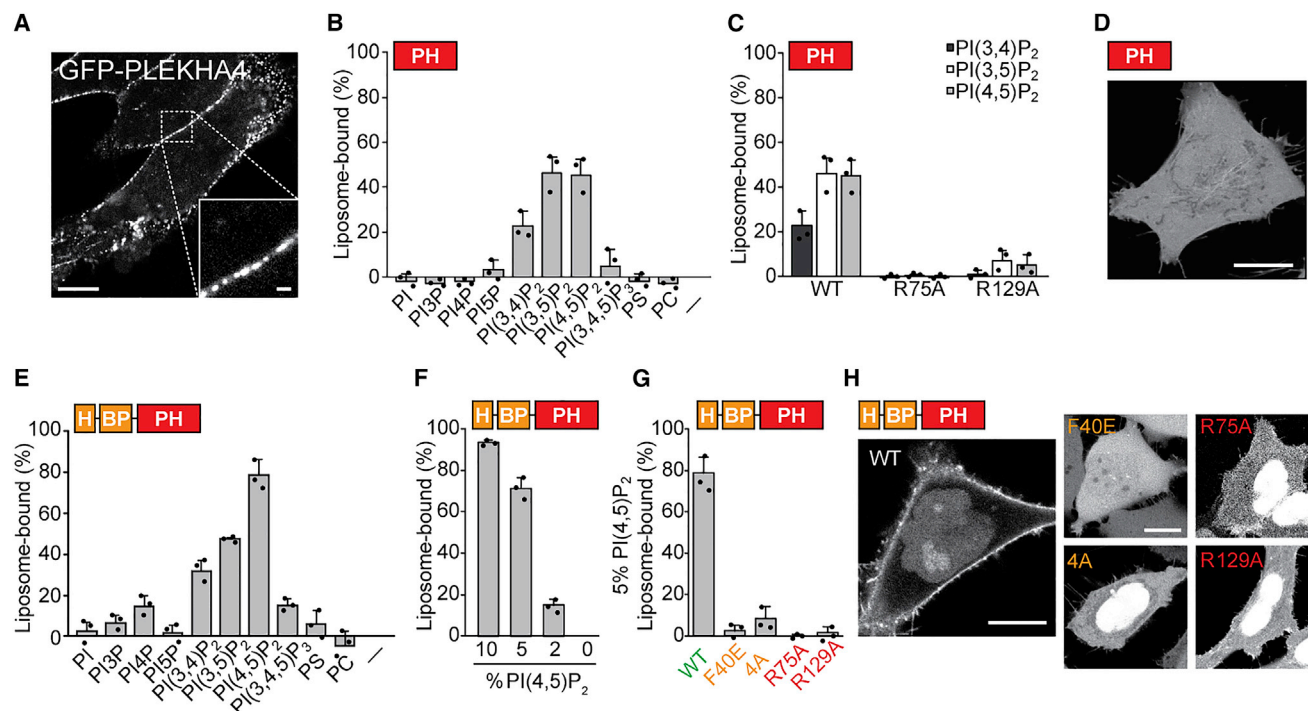 A
GFP-PLEKHA4
B
PH
Liposome-bound (%)
100
80
60
40
20
0
PI
PI3P
PI4P
PI5P
PI(3,4)P2
PI(3,5)P2
PI(4,5)P2
PI(3,4,5)P3
PS
PC
—
C
PH
PI(3,4)P2
PI(3,5)P2
PI(4,5)P2
Liposome-bound (%)
100
80
60
40
20
0
WT R75A R129A
D
PH
E
H BP PH
Liposome-bound (%)
100
80
60
40
20
0
PI
PI3P
PI4P
PI5P
PI(3,4)P2
PI(3,5)P2
PI(4,5)P2
PI(3,4,5)P3
PS
PC
—
F
H BP PH
Liposome-bound (%)
100
80
60
40
20
0
10 5 2 0
%PI(4,5)P2
G
H BP PH
5% PI(4,5)P2
Liposome-bound (%)
100
80
60
40
20
0
WT
F40E
4A
R75A
R129A
H
H BP PH
WT
F40E
R75A
4A
R129A